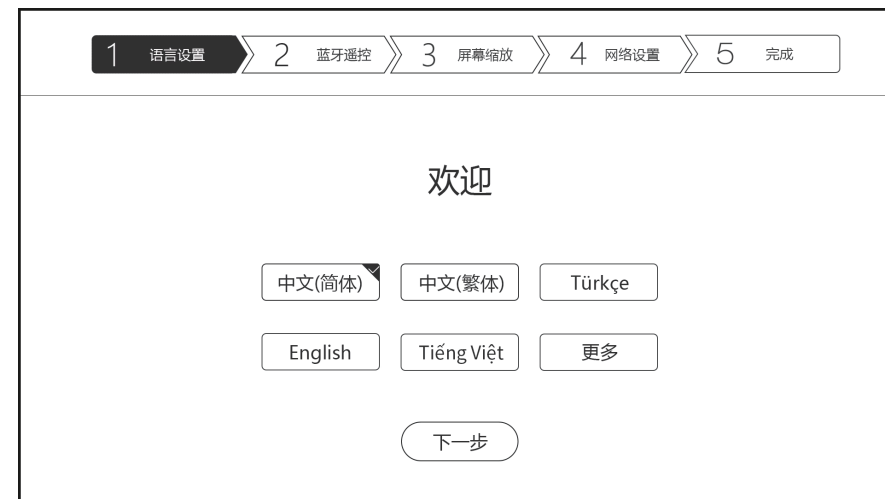 1 语言设置 2 蓝牙遥控 3 屏幕缩放 4 网络设置 5 完成
欢迎
中文(简体) 中文(繁体) Türkçe
English Tiếng Việt 更多
下一步